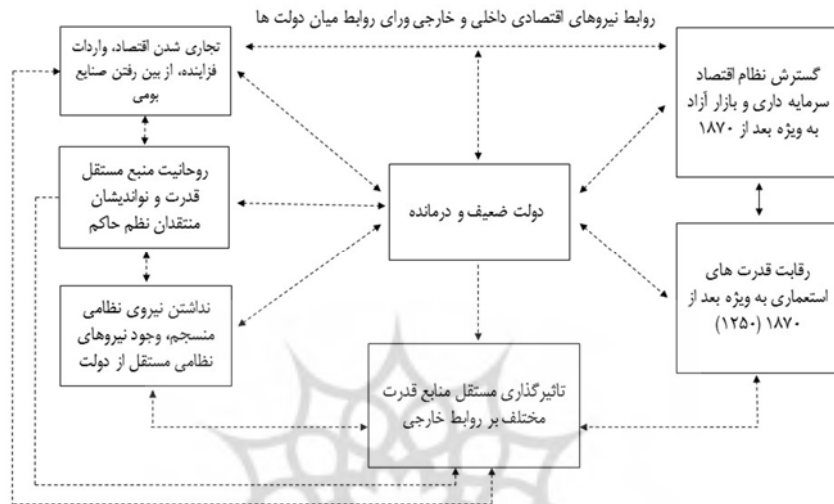 روابط نیروهای اقتصادی داخلی و خارجی ورای روابط میان دولت ها
گسترش نظام اقتصاد
سرمایه داری و بازار آزاد
به ویژه بعد از
۱۸۷۰
تجاری شدن اقتصاد، واردات
فزاینده، از بین رفتن صنایع
بومی
دولت ضعیف و درمانده
روحانیت منبع مستقل
قدرت و نواندیشان
منتقدان نظم حاکم
رقابت قدرت های
استعماری به ویژه بعد از
۱۸۷۰ (۱۲۵۰)
نداشتن نیروی نظامی
منسجم، وجود نیروهای
نظامی مستقل از دولت
تاثیرگذاری مستقل منابع قدرت
مختلف بر روابط خارجی